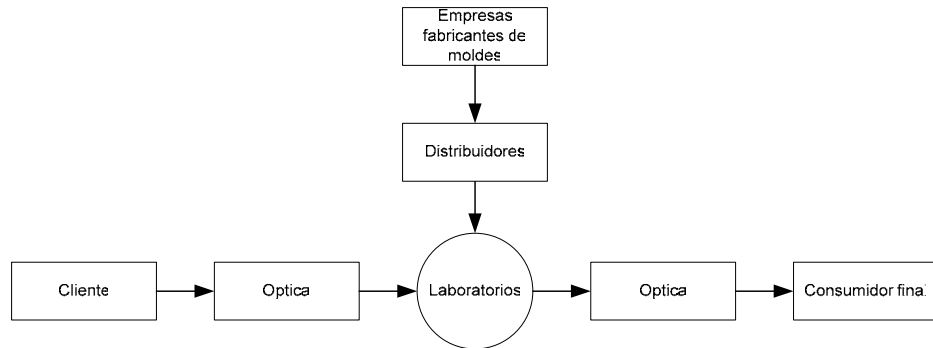 Empresas
fabricantes de
moldes
Distribuidores
Cliente
Optica
Laboratorios
Optica
Consumidor final